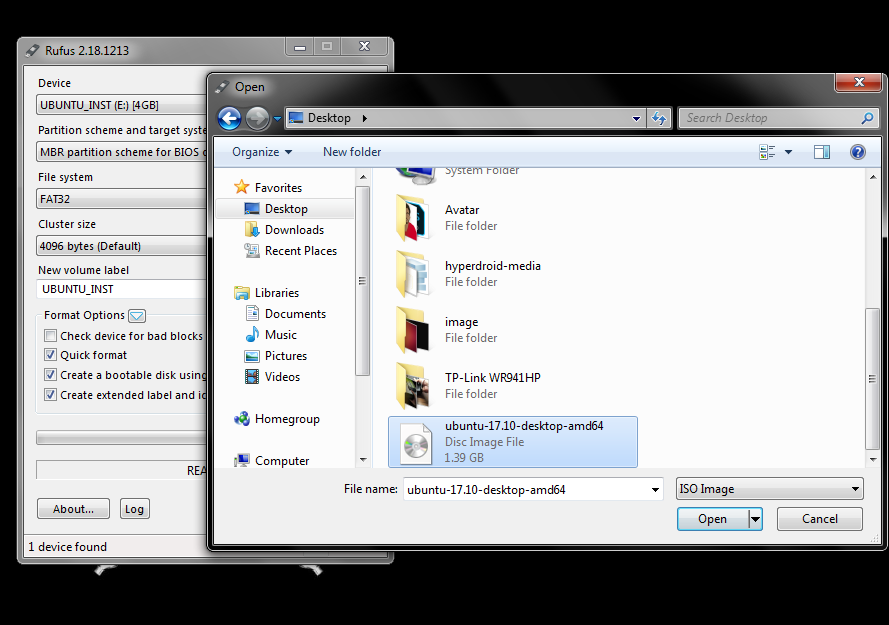 Rufus 2.18.1213
Device
UBUNTU_INST (E:) [4GB]
Partition scheme and target syste
MBR partition scheme for BIOS
File system
FAT32
Cluster size
4096 bytes (Default)
New volume label
UBUNTU_INST
Format Options
Check device for bad blocks
Quick format
Create a bootable disk using
Create extended label and
REA
About...
Log
1 device found
Open
Desktop
Search Desktop
Organize
New folder
Favorites
Desktop
Downloads
Recent Places
Libraries
Documents
Music
Pictures
Videos
Homegroup
Computer
System Folder
Avatar
File folder
hyperdroid-media
File folder
image
File folder
TP-Link WR941HP
File folder
ubuntu-17.10-desktop-amd64
Disc Image File
1.39 GB
File name:
ubuntu-17.10-desktop-amd64
ISO Image
Open
Cancel